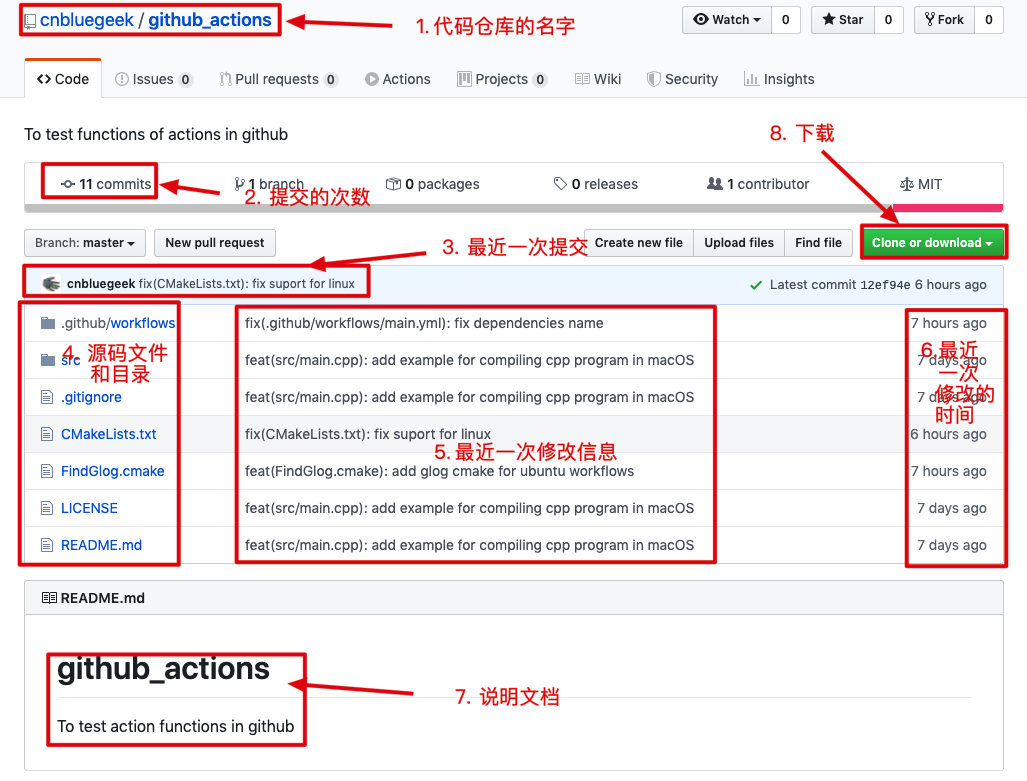 cnbluegeek / github_actions
1.代码仓库的名字
Watch 0 Star 0 Fork 0
Code Issues 0 Pull requests 0 Actions Projects 0 Wiki Security Insights
To test functions of actions in github
8. 下载
11 commits 1 branch 0 packages 0 releases 1 contributor MIT
2. 提交的次数
Branch: master New pull request
3. 最近一次提交
Create new file Upload files Find file Clone or download
cnbluegeek fix(CMakeLists.txt): fix suport for linux
Latest commit 12ef94e 6 hours ago
.github/workflows fix(.github/workflows/main.yml): fix dependencies name 7 hours ago
src feat(src/main.cpp): add example for compiling cpp program in macOS 7 days ago
4. 源码文件
和目录
6.最近
一次
修改的
时间
.gitignore feat(src/main.cpp): add example for compiling cpp program in macOS 7 days ago
CMakeLists.txt fix(CMakeLists.txt): fix suport for linux 6 hours ago
5.最近一次修改信息
FindGlog.cmake feat(FindGlog.cmake): add glog cmake for ubuntu workflows 7 hours ago
LICENSE feat(src/main.cpp): add example for compiling cpp program in macOS 7 days ago
README.md feat(src/main.cpp): add example for compiling cpp program in macOS 7 days ago
README.md
github_actions
7. 说明文档
To test action functions in github